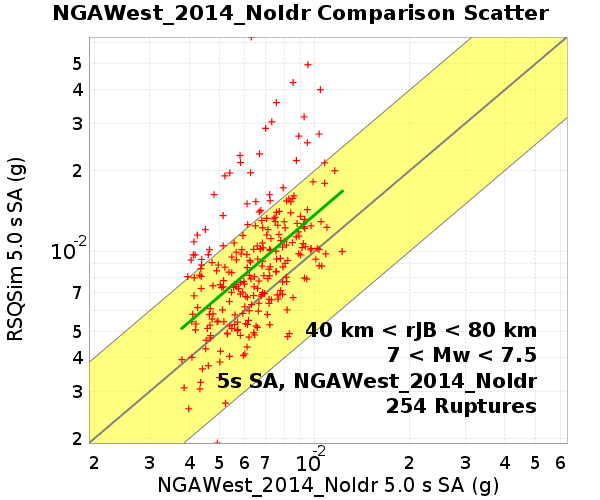 NGAWest_2014_NoIdr Comparison Scatter
RSQSim 5.0 s SA (g)
5
4
3
2
10-2
7
5
4
3
2
40 km < rJB < 80 km
7 < Mw < 7.5
5s SA, NGAWest_2014_NoIdr
254 Ruptures
2 3 4 5 6 7 10-2 2 3 4 5 6
NGAWest_2014_NoIdr 5.0 s SA (g)